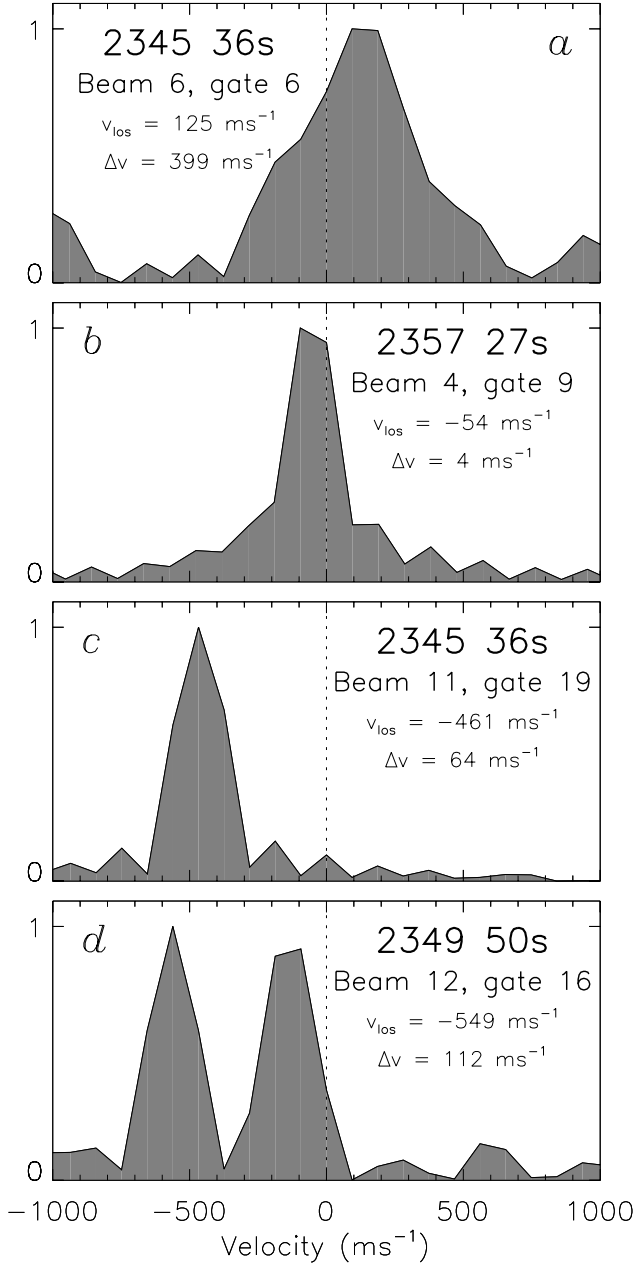 1
2345 36s
a
Beam 6, gate 6
v_los = 125 ms⁻¹
Δv = 399 ms⁻¹
0
1
b
2357 27s
Beam 4, gate 9
v_los = −54 ms⁻¹
Δv = 4 ms⁻¹
0
1
c
2345 36s
Beam 11, gate 19
v_los = −461 ms⁻¹
Δv = 64 ms⁻¹
0
1
d
2349 50s
Beam 12, gate 16
v_los = −549 ms⁻¹
Δv = 112 ms⁻¹
0
−1000 −500 0 500 1000
Velocity (ms⁻¹)